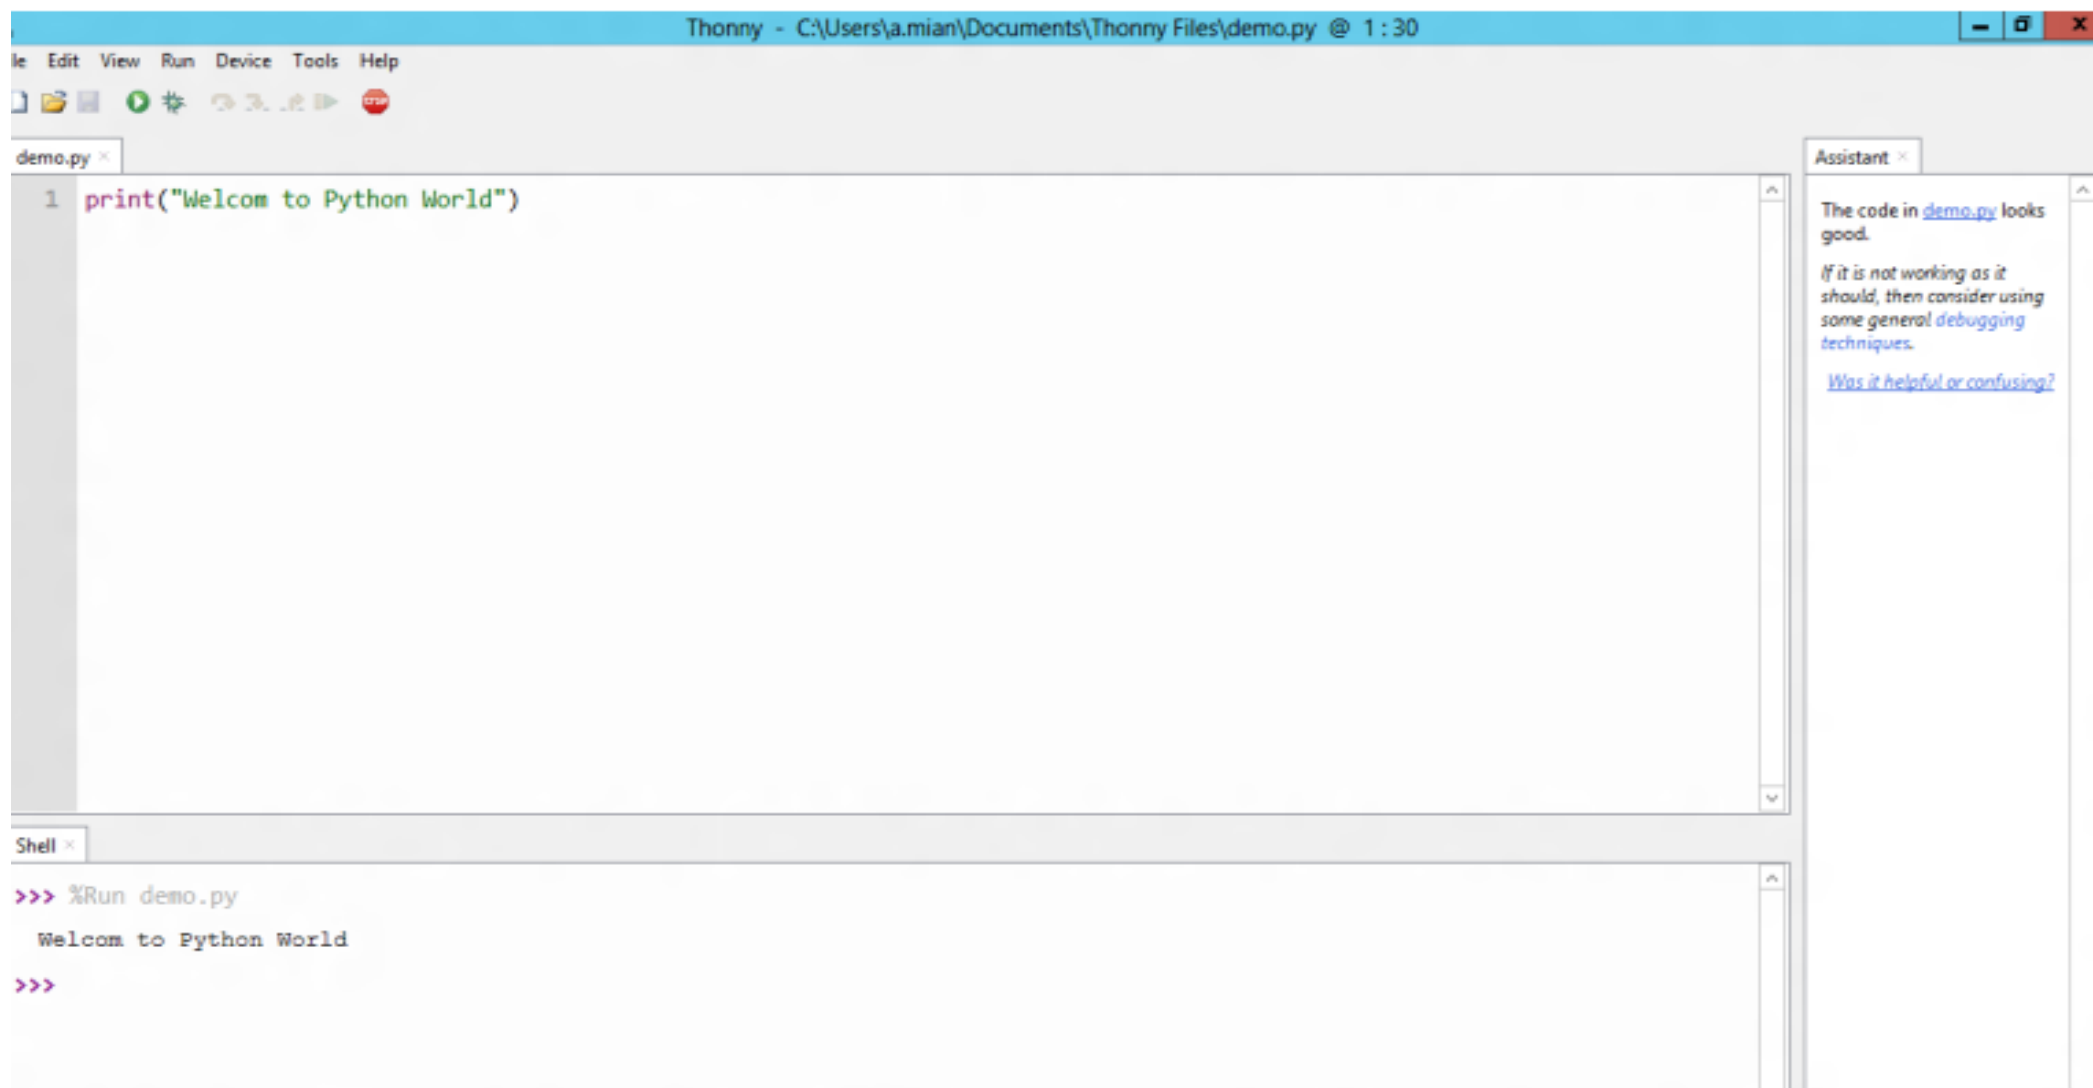 Thonny - C:\Users\a.mian\Documents\Thonny Files\demo.py @ 1:30
le Edit View Run Device Tools Help
STOP
demo.py
1 print("Welcom to Python World")
Assistant
The code in demo.py looks
good.
If it is not working as it
should, then consider using
some general debugging
techniques.
Was it helpful or confusing?
Shell
>>> %Run demo.py
Welcom to Python World
>>>